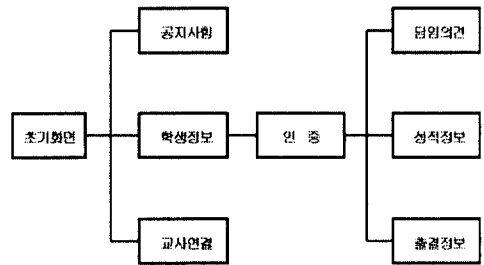 공지사항
담임의견
초기화면
학생정보
인 증
성적정보
교사연결
출결정보